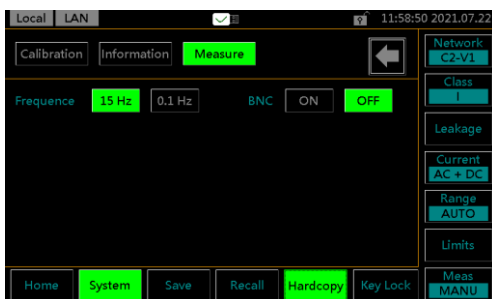 Local LAN 11:58:50 2021.07.22
Calibration Information Measure
Frequence 15 Hz 0.1 Hz BNC ON OFF
Network
C2-V1
Class
I
Leakage
Current
AC + DC
Range
AUTO
Limits
Meas
MANU
Home System Save Recall Hardcopy Key Lock